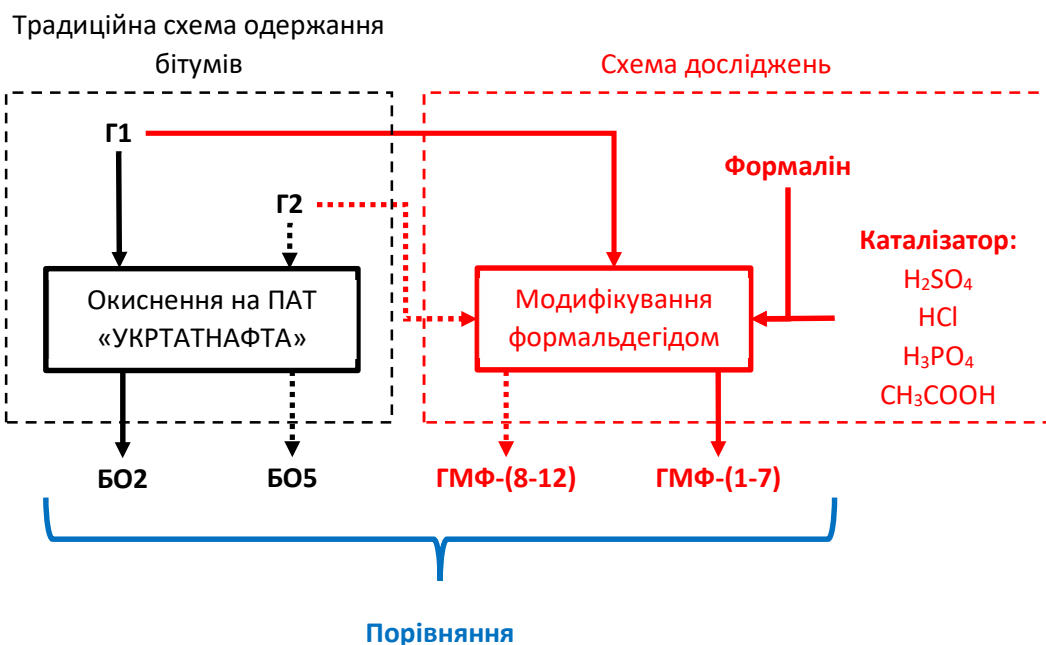 Традиційна схема одержання
бітумів
Схема досліджень
Г1
Формалін
Г2
Каталізатор:
H₂SO₄
HCl
H₃PO₄
CH₃COOH
Окиснення на ПАТ
«УКРТАТНАФТА»
Модифікування
формальдегідом
БО2
БО5
ГМФ-(8-12)
ГМФ-(1-7)
Порівняння